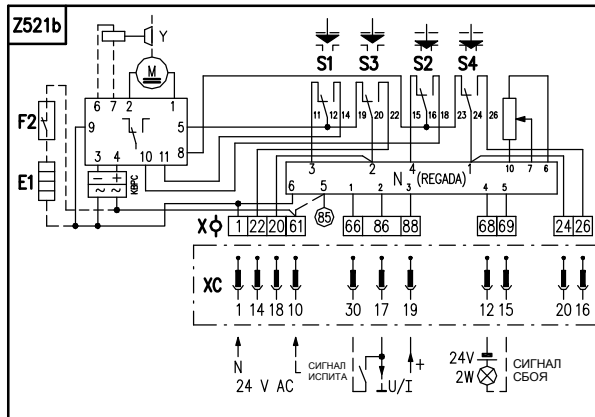 Z521b
Y
M
S1 S3 S2 S4
F2
E1
6 7 2 1
9 5
8
3 4 10 11
КВРС
11 12 14 19 20 22 15 16 18 23 24 26
10 7 6
3 2 4 1
N (REGADA)
6 5 1 2 3 4 5
85
X 1 22 20 61 66 86 88 68 69 24 26
XC
1 14 18 10 30 17 19 12 15 20 16
N L
24 V AC
СИГНАЛ
ИСПИТА
U/I
+
24V
2W
СИГНАЛ
СБОЯ